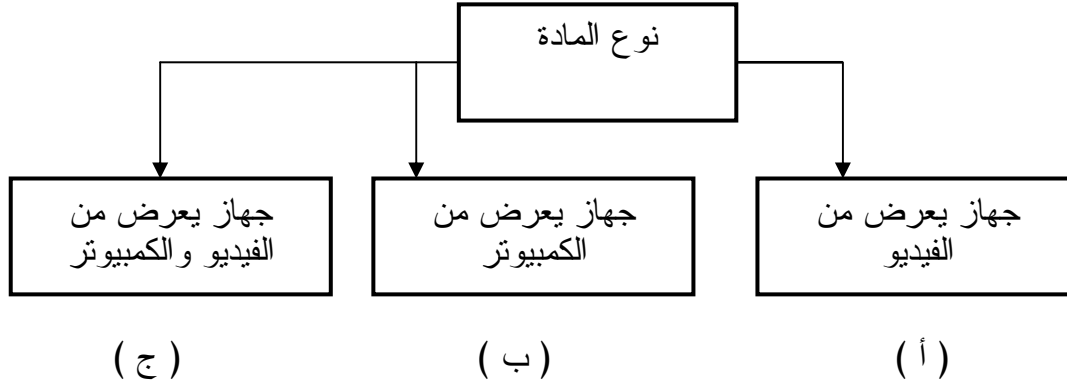 نوع المادة
جهاز يعرض من
الفيديو
جهاز يعرض من
الكمبيوتر
جهاز يعرض من
الفيديو والكمبيوتر
( أ )
( ب )
( ج )